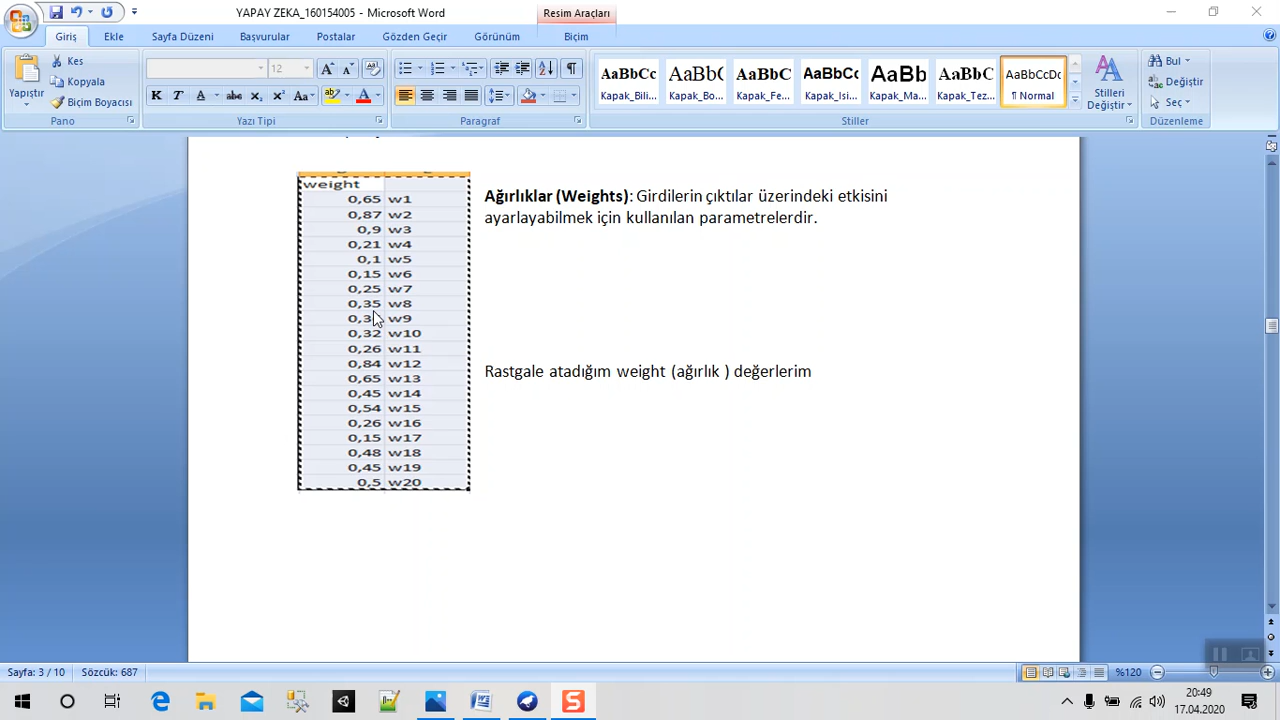 YAPAY ZEKA_160154005 - Microsoft Word
Resim Araçları
Giriş Ekle Sayfa Düzeni Başvurular Postalar Gözden Geçir Görünüm Biçim
Yapıştır
Kes
Kopyala
Biçim Boyacısı
12
AaBbCc AaBbC AaBbC AaBbCc AaBb AaBbC AaBbCcDc
Kapak_Bili... Kapak_Bo... Kapak_Fe... Kapak_Isi... Kapak_Ma... Kapak_Tez... ¶ Normal
Stilleri
Değiştir
Bul
Değiştir
Seç
Pano Yazı Tipi Paragraf Stiller Düzenleme
weight
0,65 w1
0,87 w2
0,9 w3
0,21 w4
0,1 w5
0,15 w6
0,25 w7
0,35 w8
w9
0,32 w10
0,26 w11
0,84 w12
0,65 w13
0,45 w14
0,54 w15
0,26 w16
0,15 w17
0,48 w18
0,45 w19
0,5 w20
Ağırlıklar (Weights): Girdilerin çıktılar üzerindeki etkisini
ayarlayabilmek için kullanılan parametrelerdir.
Rastgale atadığım weight (ağırlık ) değerlerim
Sayfa: 3 / 10 Sözcük: 687
%120
20:49
17.04.2020